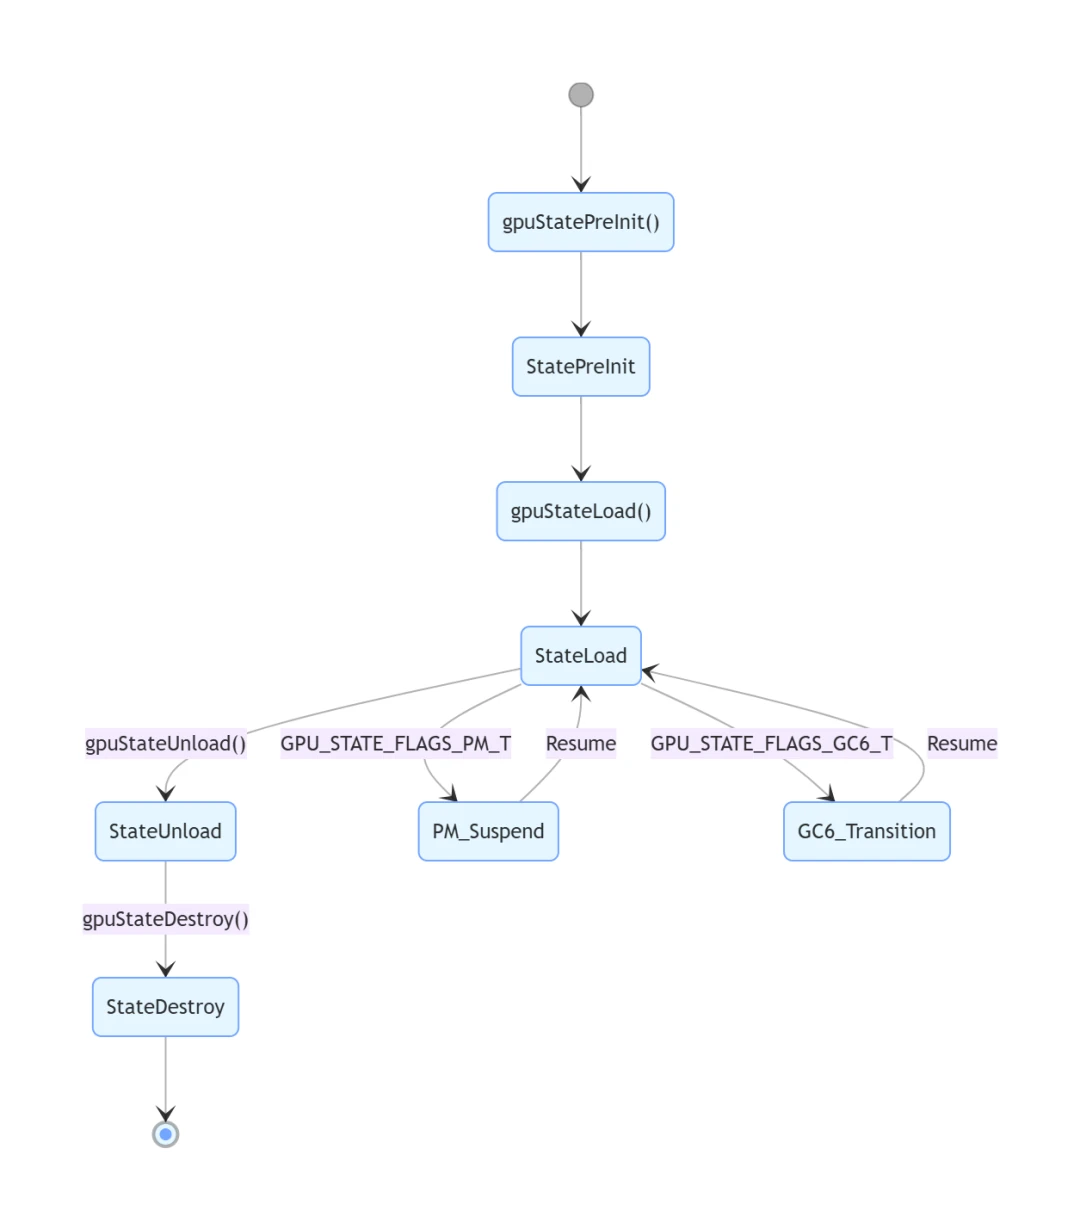 gpuStatePreInit()
StatePreInit
gpuStateLoad()
StateLoad
gpuStateUnload()
GPU_STATE_FLAGS_PM_T
Resume
GPU_STATE_FLAGS_GC6_T
Resume
StateUnload
PM_Suspend
GC6_Transition
gpuStateDestroy()
StateDestroy